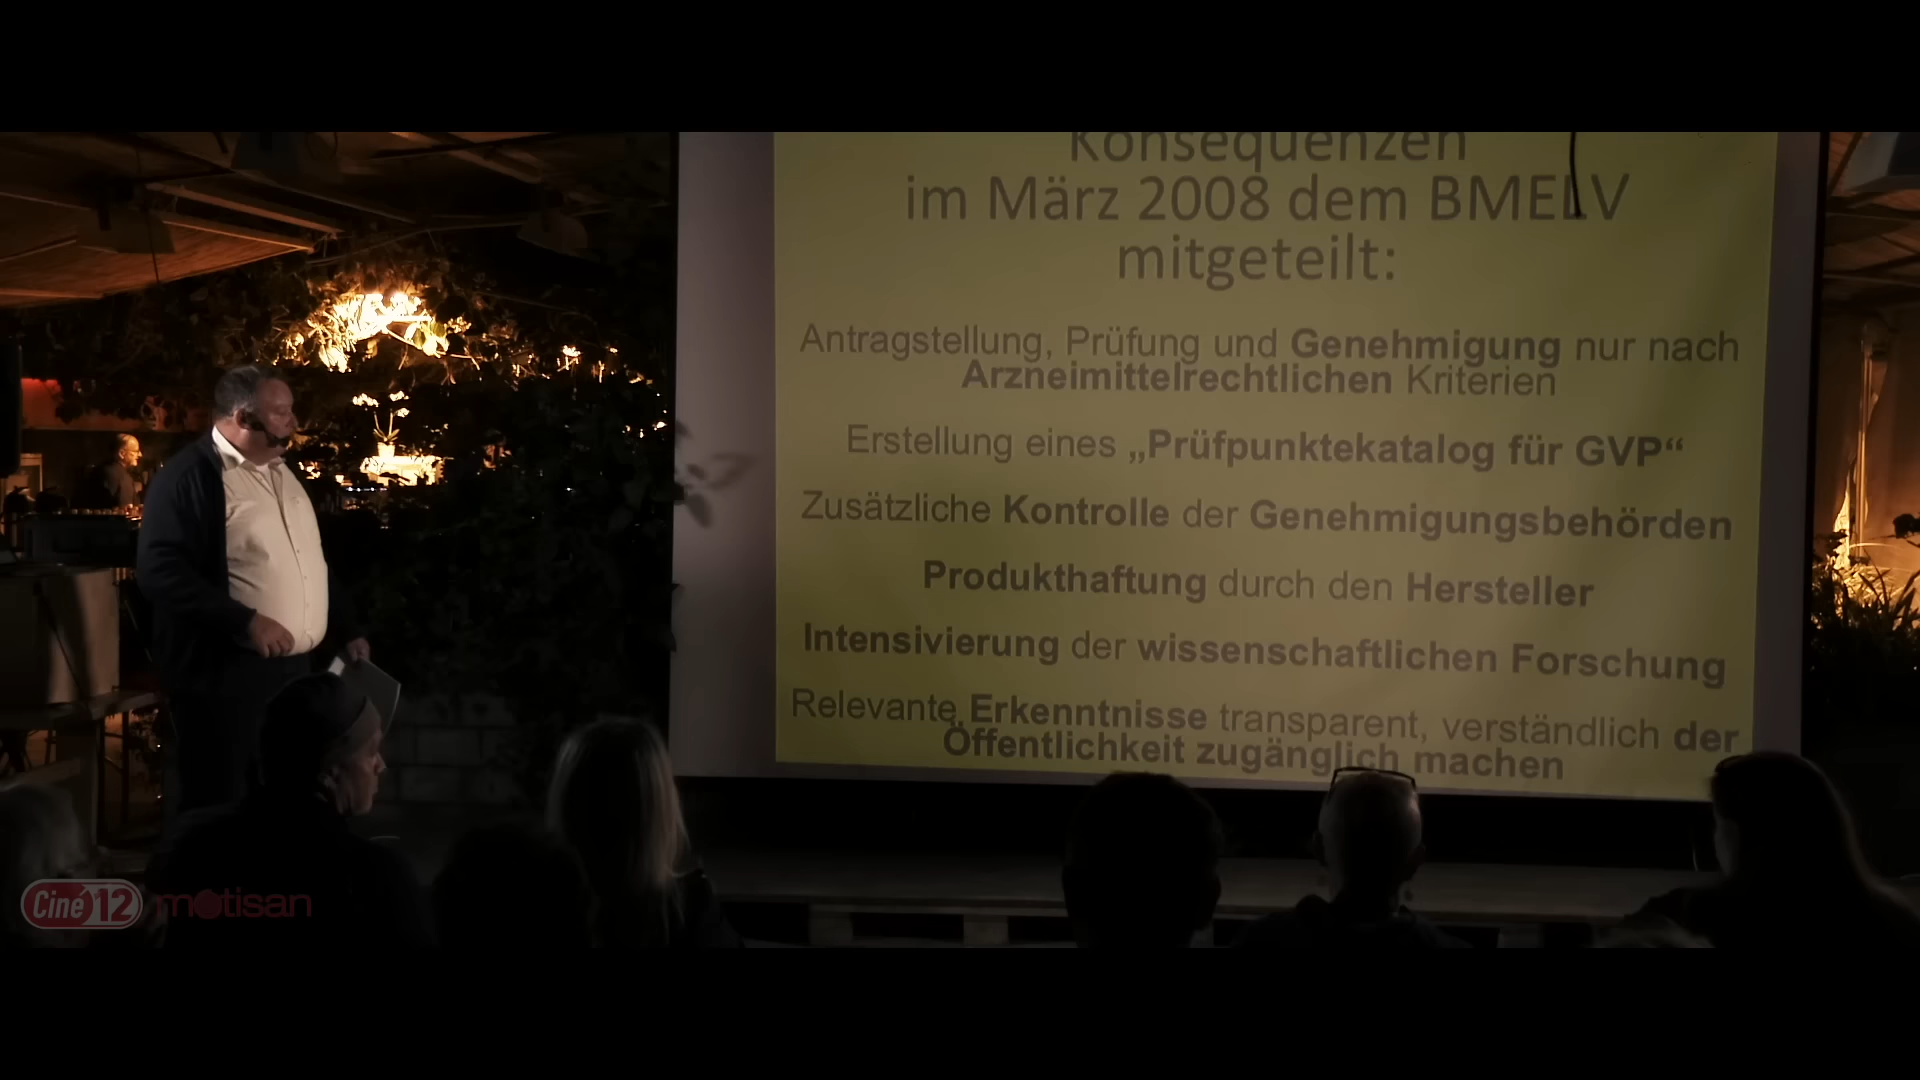 Konsequenzen
im März 2008 dem BMELV
mitgeteilt:
Antragstellung, Prüfung und Genehmigung nur nach
Arzneimittelrechtlichen Kriterien
Erstellung eines „Prüfpunktekatalog für GVP“
Zusätzliche Kontrolle der Genehmigungsbehörden
Produkthaftung durch den Hersteller
Intensivierung der wissenschaftlichen Forschung
Relevante Erkenntnisse transparent, verständlich der
Öffentlichkeit zugänglich machen
Ciné 12 motisan